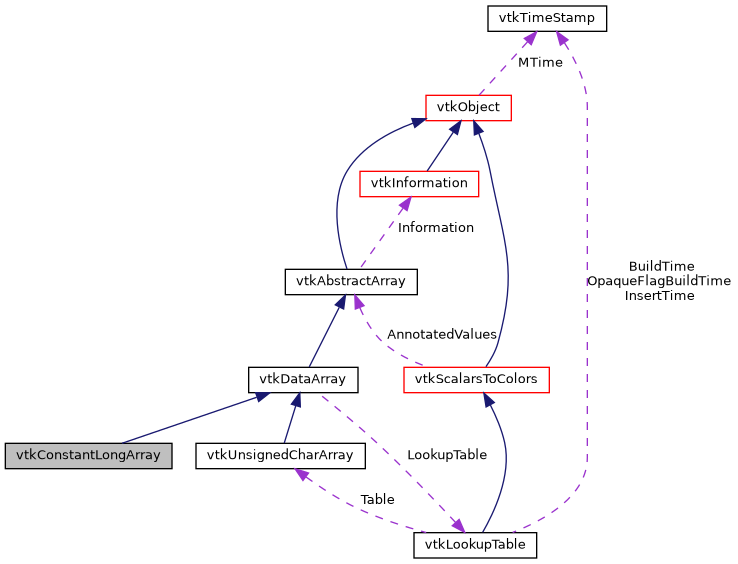 vtkTimeStamp
MTime
vtkObject
vtkInformation
Information
BuildTime
OpaqueFlagBuildTime
InsertTime
vtkAbstractArray
AnnotatedValues
vtkDataArray
vtkScalarsToColors
vtkConstantLongArray
vtkUnsignedCharArray
LookupTable
Table
vtkLookupTable